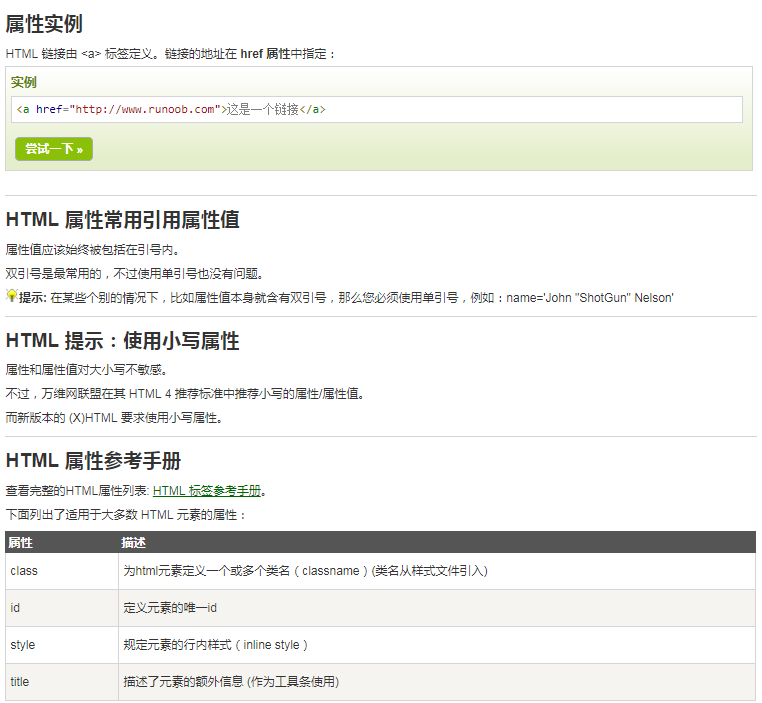 属性实例
HTML 链接由 <a> 标签定义。链接的地址在 href 属性中指定：
实例
<a href="http://www.runoob.com">这是一个链接</a>
尝试一下 »
HTML 属性常用引用属性值
属性值应该始终被包括在引号内。
双引号是最常用的，不过使用单引号也没有问题。
提示: 在某些个别的情况下，比如属性值本身就含有双引号，那么您必须使用单引号，例如：name='John "ShotGun" Nelson'
HTML 提示：使用小写属性
属性和属性值对大小写不敏感。
不过，万维网联盟在其 HTML 4 推荐标准中推荐小写的属性/属性值。
而新版本的 (X)HTML 要求使用小写属性。
HTML 属性参考手册
查看完整的HTML属性列表: HTML 标签参考手册。
下面列出了适用于大多数 HTML 元素的属性：
属性 描述
class 为html元素定义一个或多个类名（classname）(类名从样式文件引入)
id 定义元素的唯一id
style 规定元素的行内样式（inline style）
title 描述了元素的额外信息 (作为工具条使用)